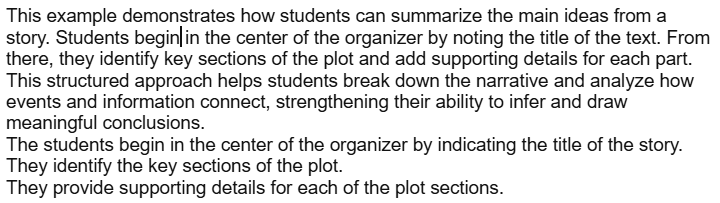 This example demonstrates how students can summarize the main ideas from a
story. Students begin in the center of the organizer by noting the title of the text. From
there, they identify key sections of the plot and add supporting details for each part.
This structured approach helps students break down the narrative and analyze how
events and information connect, strengthening their ability to infer and draw
meaningful conclusions.
The students begin in the center of the organizer by indicating the title of the story.
They identify the key sections of the plot.
They provide supporting details for each of the plot sections.